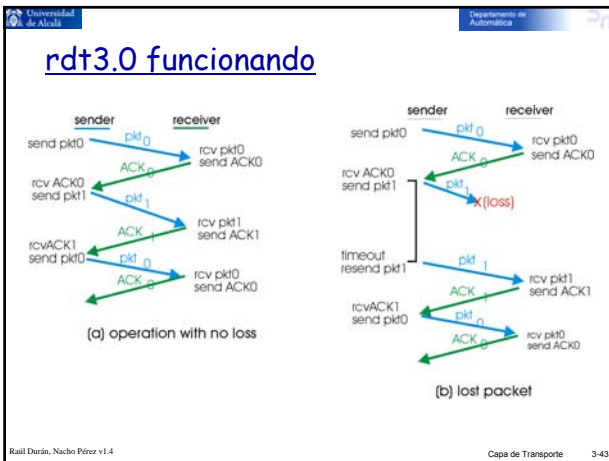 Universidad
de Alcalá
Departamento de
Automática
rdt3.0 funcionando
sender receiver
send pkt0
pkt 0
rcv pkt0
send ACK0
ACK 0
rcv ACK0
send pkt1
pkt 1
rcv pkt1
send ACK1
ACK 1
rcvACK1
send pkt0
pkt 0
rcv pkt0
send ACK0
ACK 0
(a) operation with no loss
sender receiver
send pkt0
pkt 0
rcv pkt0
send ACK0
ACK 0
rcv ACK0
send pkt1
pkt 1
X(loss)
timeout
resend pkt1
pkt 1
rcv pkt1
send ACK1
ACK 1
rcvACK1
send pkt0
pkt 0
rcv pkt0
send ACK0
ACK 0
(b) lost packet
Raúl Durán, Nacho Pérez v1.4
Capa de Transporte 3-43